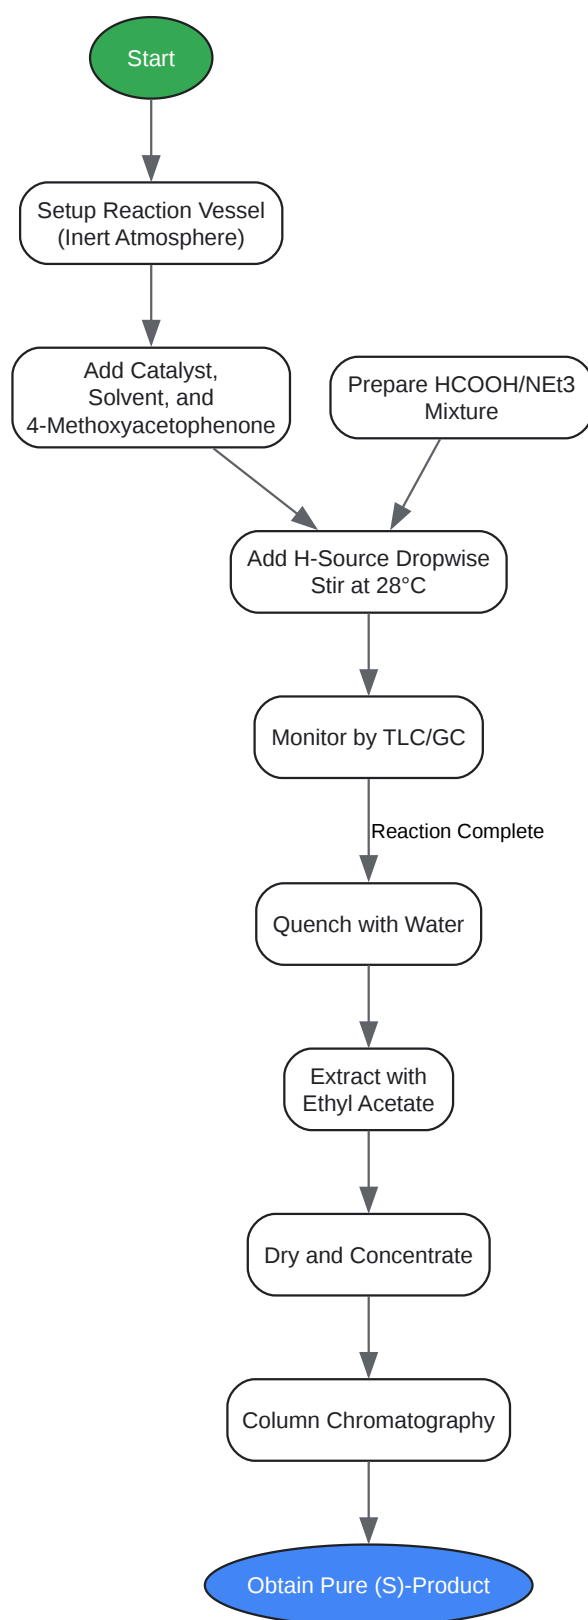 Start
Setup Reaction Vessel
(Inert Atmosphere)
Add Catalyst,
Solvent, and
4-Methoxyacetophenone
Prepare HCOOH/NEt3
Mixture
Add H-Source Dropwise
Stir at 28°C
Monitor by TLC/GC
Reaction Complete
Quench with Water
Extract with
Ethyl Acetate
Dry and Concentrate
Column Chromatography
Obtain Pure (S)-Product